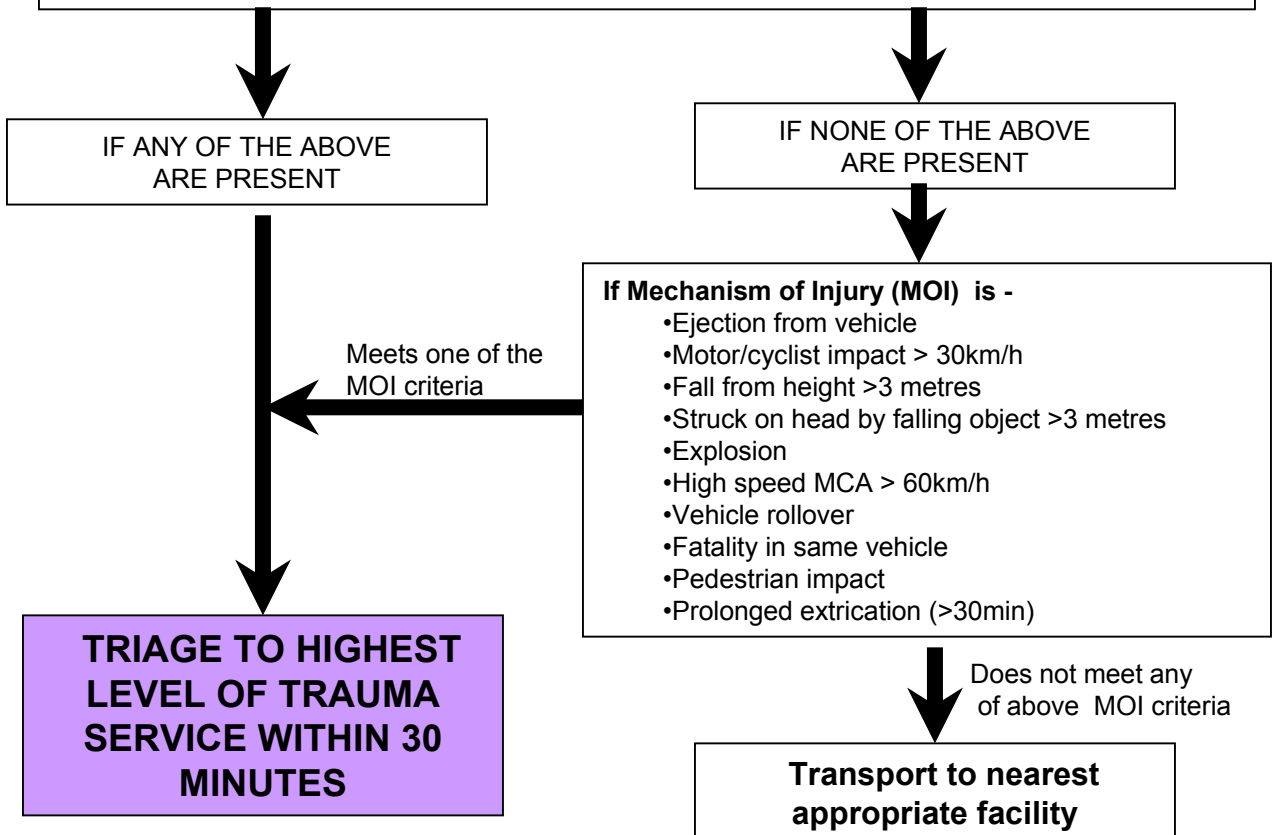 IF ANY OF THE ABOVE
ARE PRESENT
IF NONE OF THE ABOVE
ARE PRESENT
If Mechanism of Injury (MOI) is -
•Ejection from vehicle
•Motor/cyclist impact > 30km/h
•Fall from height >3 metres
•Struck on head by falling object >3 metres
•Explosion
•High speed MCA > 60km/h
•Vehicle rollover
•Fatality in same vehicle
•Pedestrian impact
•Prolonged extrication (>30min)
Meets one of the
MOI criteria
TRIAGE TO HIGHEST
LEVEL OF TRAUMA
SERVICE WITHIN 30
MINUTES
Does not meet any
of above MOI criteria
Transport to nearest
appropriate facility